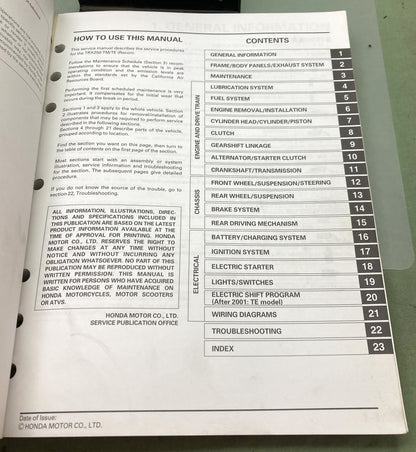 HOW TO USE THIS MANUAL
This service manual describes the service procedures
for the TRX250 TM/TE (Recon).
Follow the Maintenance Schedule (Section 3) recom-
mendations to ensure that the vehicle is in peak
operating condition and the emission levels are
within the standards set by the California Air
Resources Board.
Performing the first scheduled maintenance is very
important. It compensates for the initial wear that
occurs during the break-in period.
Sections 1 and 3 apply to the whole vehicle. Section
2 illustrates procedures for removal/installation of
components that may be required to perform service
described in the following sections.
Sections 4 through 21 describe parts of the vehicle,
grouped according to location.
Find the section you want on this page, then turn to
the table of contents on the first page of the section.
Most sections start with an assembly or system
illustration, service information and troubleshooting
for the section. The subsequent pages give detailed
procedure.
If you do not know the source of the trouble, go to
section 22, Troubleshooting.
ALL INFORMATION, ILLUSTRATIONS, DIREC-
TIONS AND SPECIFICATIONS INCLUDED IN
THIS PUBLICATION ARE BASED ON THE LATEST
PRODUCT INFORMATION AVAILABLE AT THE
TIME OF APPROVAL FOR PRINTING. HONDA
MOTOR CO., LTD. RESERVES THE RIGHT TO
MAKE CHANGES AT ANY TIME WITHOUT
NOTICE AND WITHOUT INCURRING ANY
OBLIGATION WHATSOEVER. NO PART OF THIS
PUBLICATION MAY BE REPRODUCED WITHOUT
WRITTEN PERMISSION. THIS MANUAL IS
WRITTEN FOR PERSONS WHO HAVE ACQUIRED
BASIC KNOWLEDGE OF MAINTENANCE ON
HONDA MOTORCYCLES, MOTOR SCOOTERS
OR ATVS.
HONDA MOTOR CO., LTD.
SERVICE PUBLICATION OFFICE
Date of Issue:
© HONDA MOTOR CO., LTD.
CONTENTS
GENERAL INFORMATION 1
FRAME/BODY PANELS/EXHAUST SYSTEM 2
MAINTENANCE 3
LUBRICATION SYSTEM 4
ENGINE AND DRIVE TRAIN
FUEL SYSTEM 5
ENGINE REMOVAL/INSTALLATION 6
CYLINDER HEAD/CYLINDER/PISTON 7
CLUTCH 8
GEARSHIFT LINKAGE 9
ALTERNATOR/STARTER CLUTCH 10
CRANKSHAFT/TRANSMISSION 11
CHASSIS
FRONT WHEEL/SUSPENSION/STEERING 12
REAR WHEEL/SUSPENSION 13
BRAKE SYSTEM 14
REAR DRIVING MECHANISM 15
ELECTRICAL
BATTERY/CHARGING SYSTEM 16
IGNITION SYSTEM 17
ELECTRIC STARTER 18
LIGHTS/SWITCHES 19
ELECTRIC SHIFT PROGRAM
(After 2001: TE model) 20
WIRING DIAGRAMS 21
TROUBLESHOOTING 22
INDEX 23